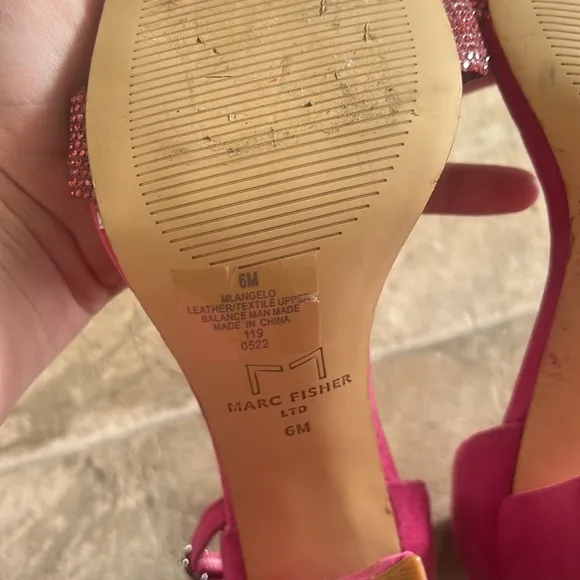 6M
MLANGELO
LEATHER/TEXTILE UPPER
BALANCE MAN MADE
MADE IN CHINA
119
0522
MARC FISHER
LTD
6M